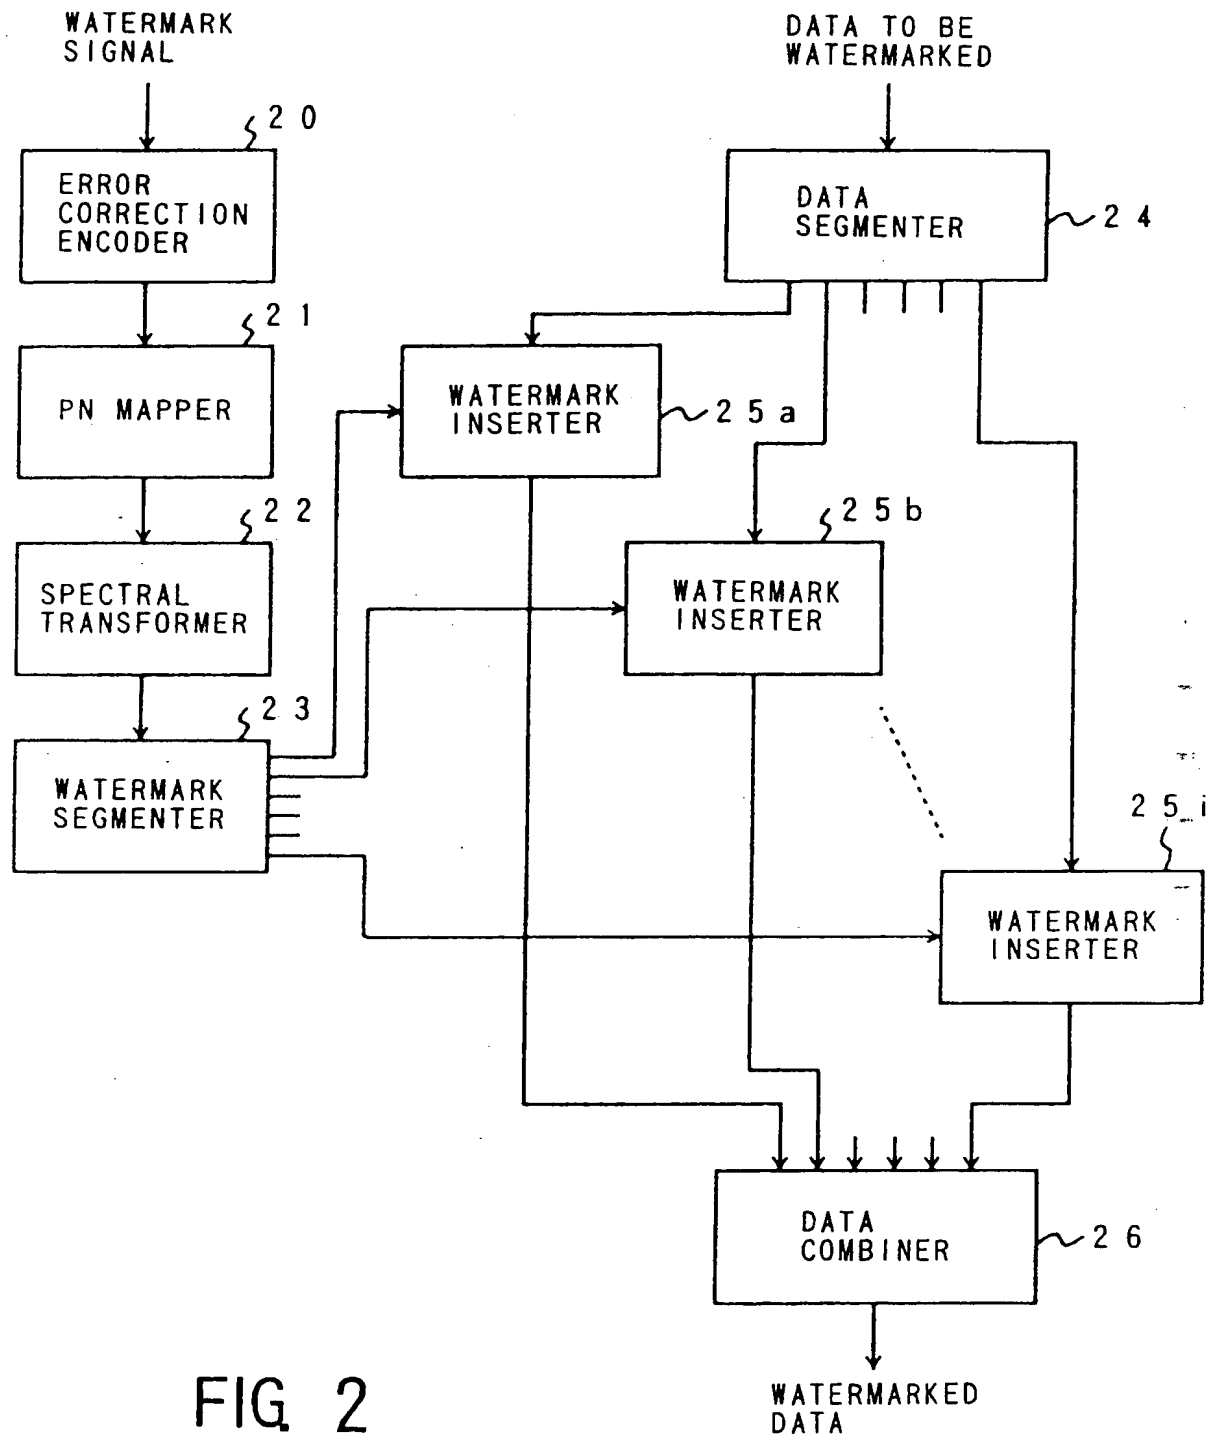 WATERMARK
SIGNAL
DATA TO BE
WATERMARKED
20
ERROR
CORRECTION
ENCODER
DATA
SEGMENTER
24
21
PN MAPPER
WATERMARK
INSERTER
25a
22
SPECTRAL
TRANSFORMER
25b
WATERMARK
INSERTER
23
WATERMARK
SEGMENTER
25i
WATERMARK
INSERTER
DATA
COMBINER
26
WATERMARKED
DATA
FIG. 2